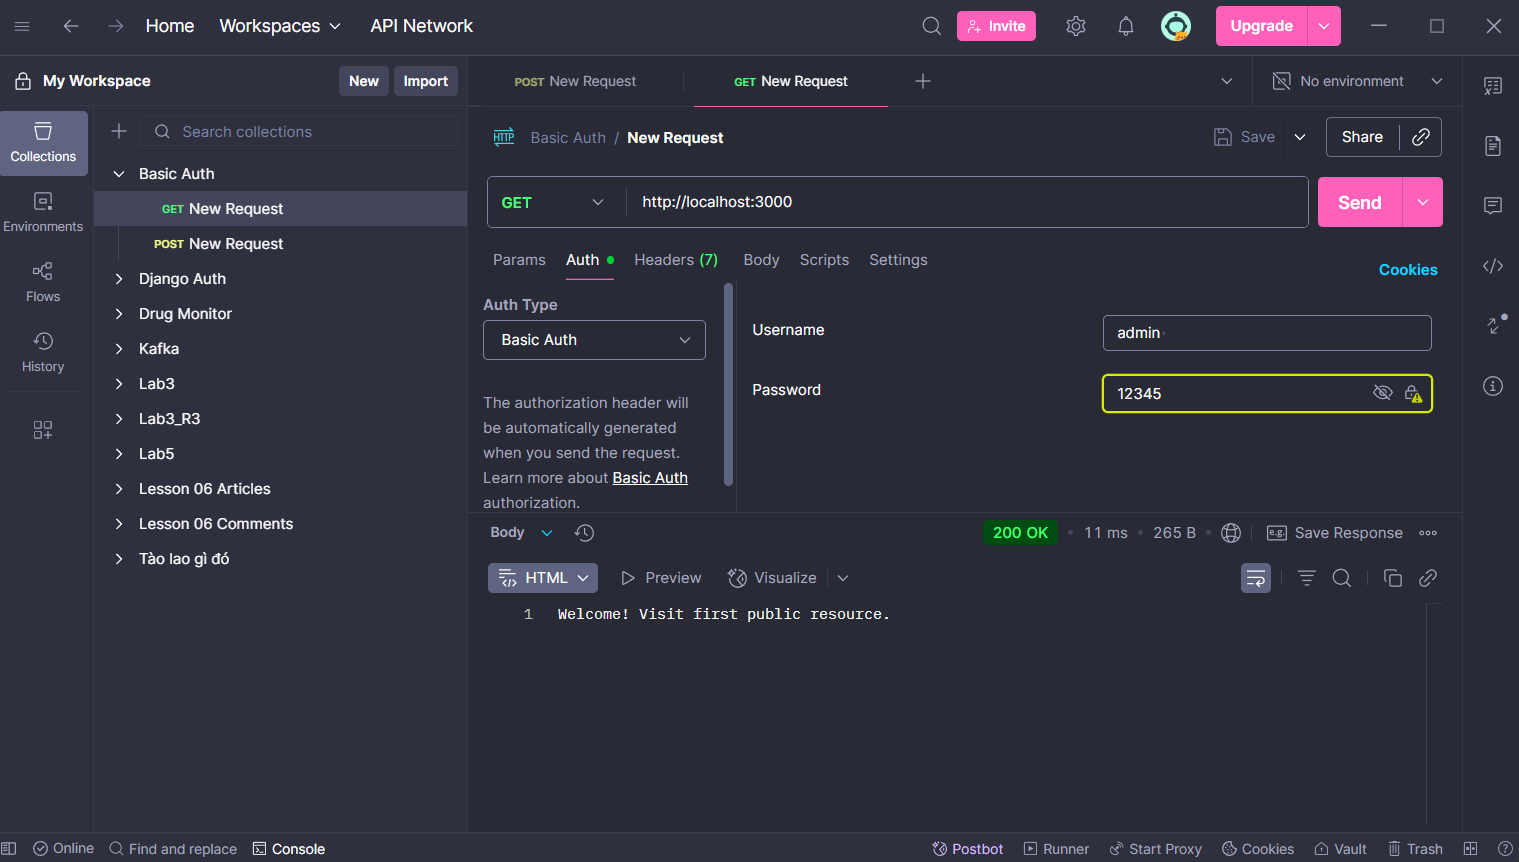 Home Workspaces API Network Invite Upgrade
My Workspace New Import
POST New Request GET New Request No environment
Collections
Environments
Flows
History
Search collections
Basic Auth
GET New Request
POST New Request
Django Auth
Drug Monitor
Kafka
Lab3
Lab3_R3
Lab5
Lesson 06 Articles
Lesson 06 Comments
Tào lao gì đó
HTTP Basic Auth / New Request Save Share
GET http://localhost:3000 Send
Params Auth Headers (7) Body Scripts Settings Cookies
Auth Type
Basic Auth
The authorization header will
be automatically generated
when you send the request.
Learn more about Basic Auth
authorization.
Username admin
Password 12345
Body 200 OK • 11 ms • 265 B • e.g. Save Response
HTML Preview Visualize
1 Welcome! Visit first public resource.
Online Find and replace Console Postbot Runner Start Proxy Cookies Vault Trash